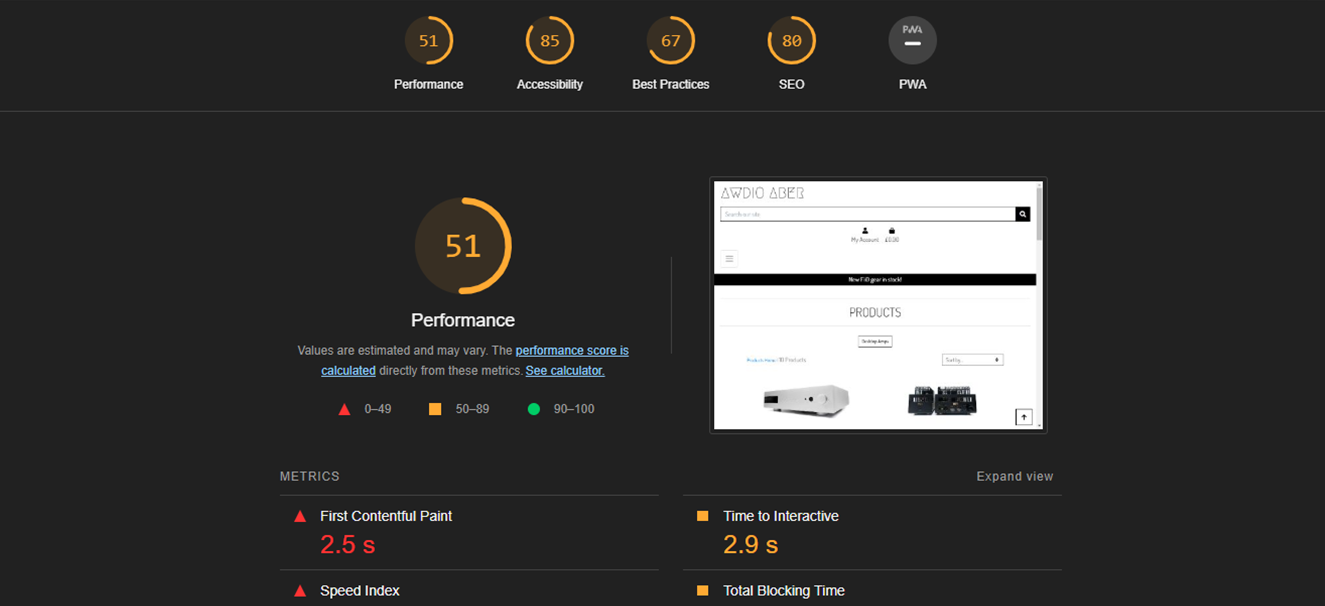 51 85 67 80 PWA
Performance Accessibility Best Practices SEO PWA
51
Performance
Values are estimated and may vary. The performance score is
calculated directly from these metrics. See calculator.
0–49 50–89 90–100
AWDIO ABER
Search our site
My Account £0.00
New FiiO gear in stock!
PRODUCTS
Desktop Amps
Products Home / 10 Products
Sort by...
METRICS
Expand view
First Contentful Paint
2.5 s
Time to Interactive
2.9 s
Speed Index
Total Blocking Time